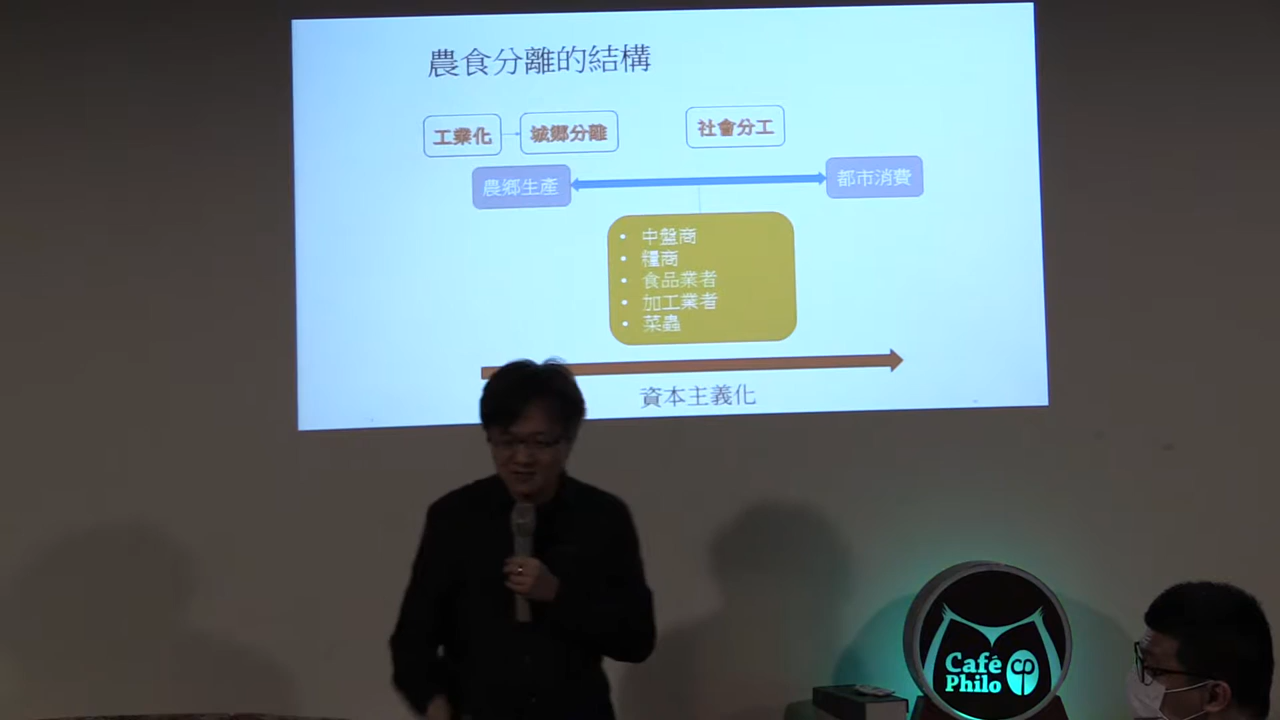 農食分離的結構
工業化
城鄉分離
社會分工
農鄉生產
都市消費
• 中盤商
• 糧商
• 食品業者
• 加工業者
• 菜蟲
資本主義化
Café
Philo
cp